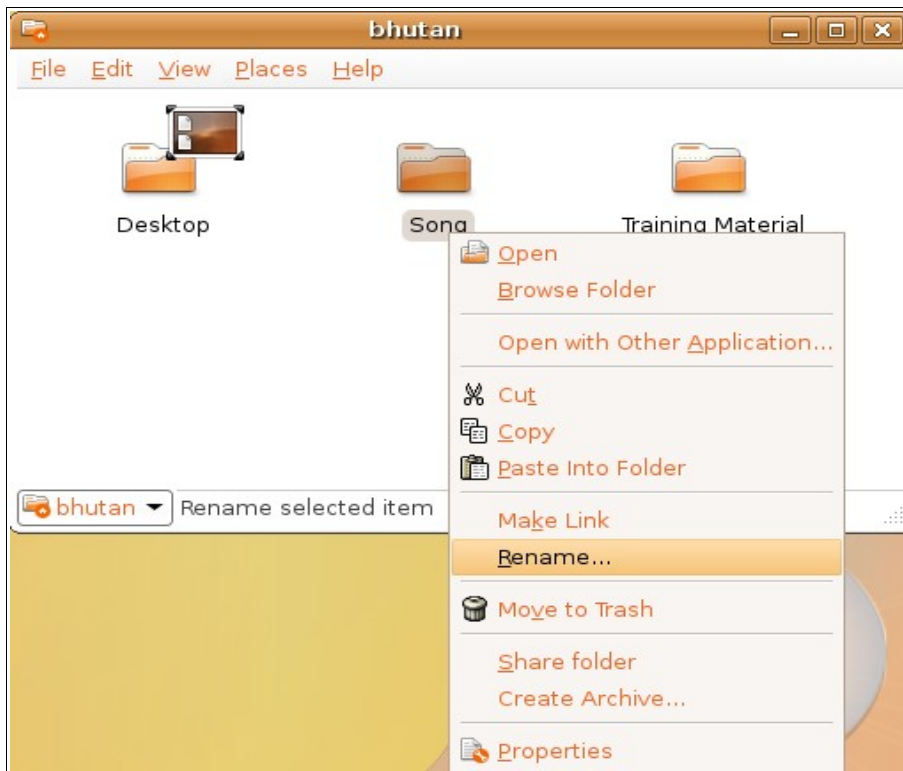 bhutan
File Edit View Places Help
Desktop Song Training Material
Open
Browse Folder
Open with Other Application...
Cut
Copy
Paste Into Folder
bhutan Rename selected item
Make Link
Rename...
Move to Trash
Share folder
Create Archive...
Properties